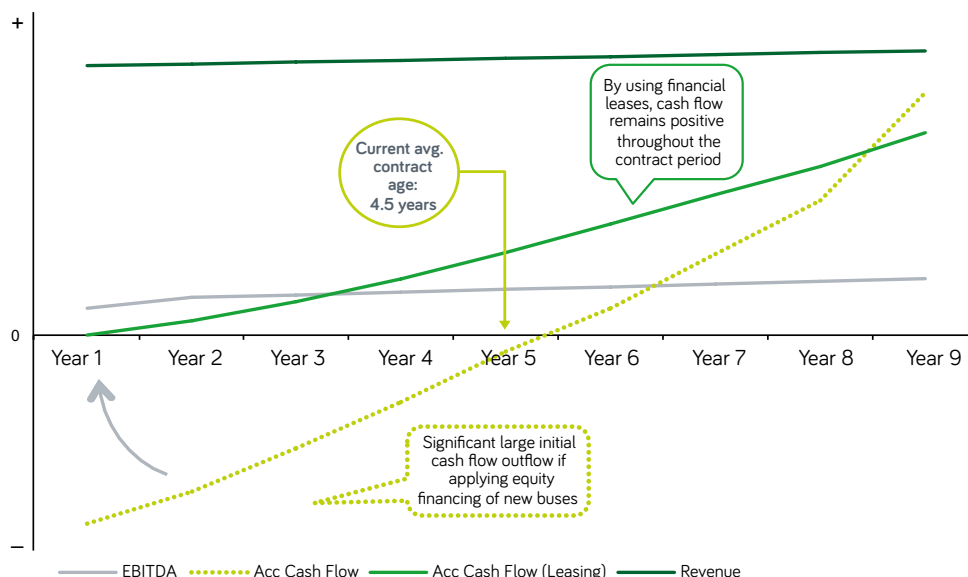 +
By using financial
leases, cash flow
remains positive
throughout the
contract period
Current avg.
contract
age:
4.5 years
0
Year 1 Year 2 Year 3 Year 4 Year 5 Year 6 Year 7 Year 8 Year 9
Significant large initial
cash flow outflow if
applying equity
financing of new buses
–
EBITDA Acc Cash Flow Acc Cash Flow (Leasing) Revenue